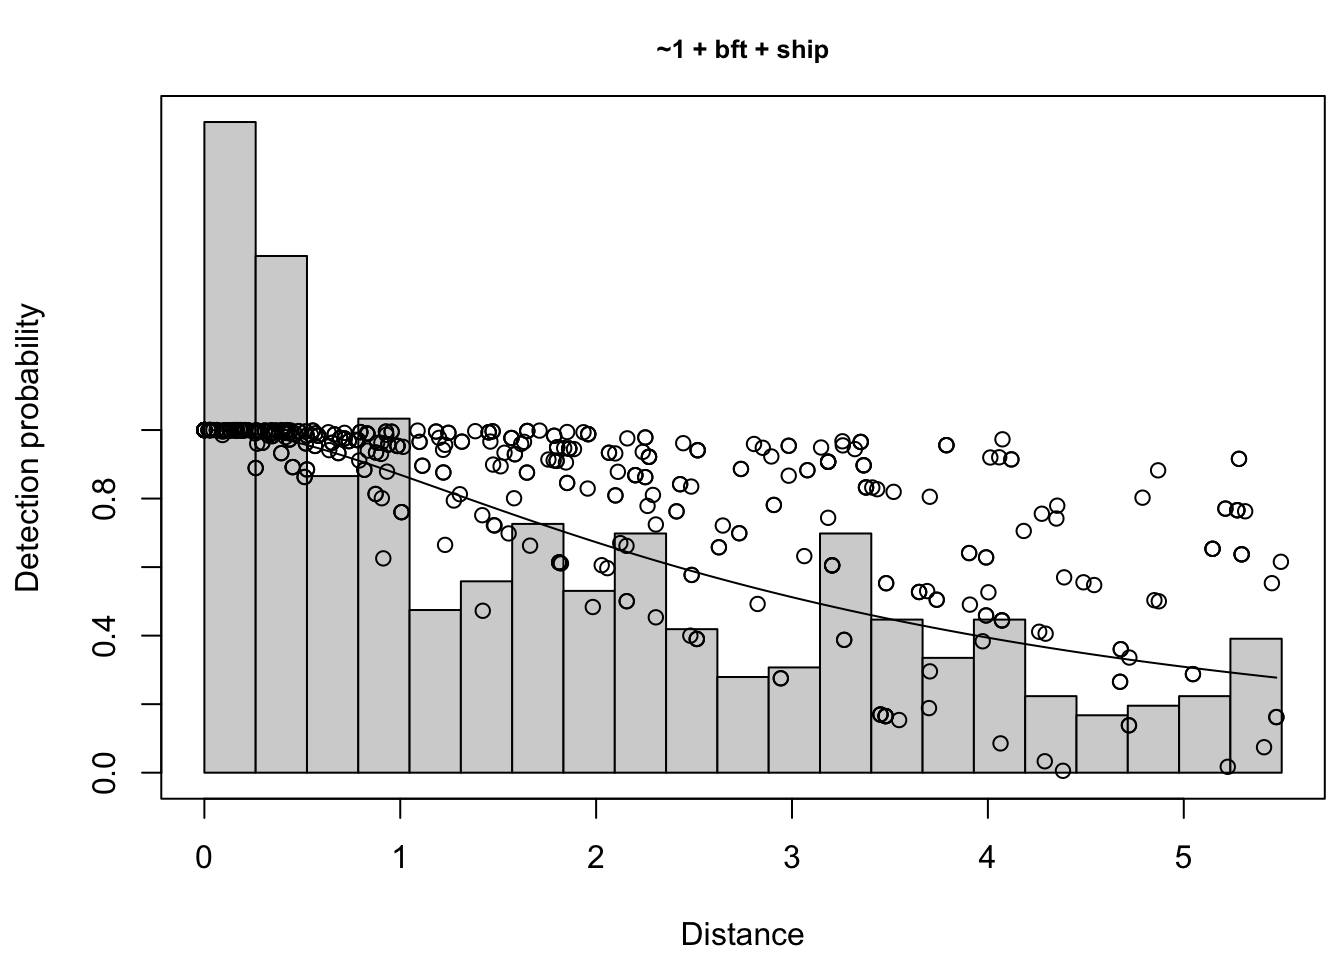 ~1 + bft + ship
Detection probability
0.8
0.4
0.0
0 1 2 3 4 5
Distance